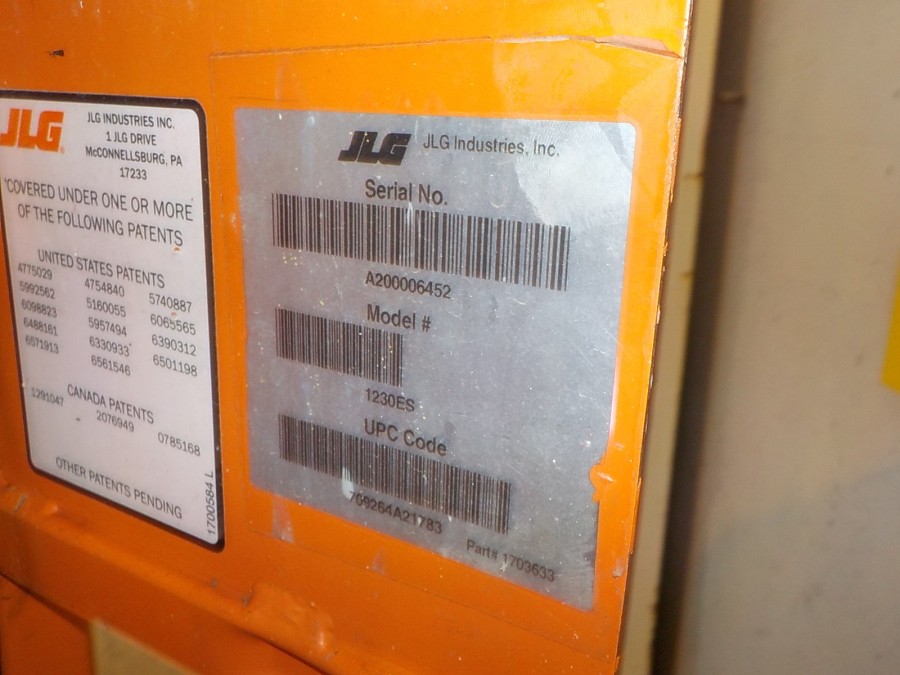 JLG
JLG INDUSTRIES INC.
1 JLG DRIVE
McCONNELLSBURG, PA
17233
'COVERED UNDER ONE OR MORE
OF THE FOLLOWING PATENTS
UNITED STATES PATENTS
4775029 4754840 5740887
5992562 5160055 6065565
6098823 5957494 6390312
6488161 6330933 6501198
6571913 6561546
CANADA PATENTS
1291047 2076949 0785168
OTHER PATENTS PENDING
1700584 L
JLG JLG Industries, Inc.
Serial No.
A200006452
Model #
1230ES
UPC Code
769264A21783
Part# 1703633